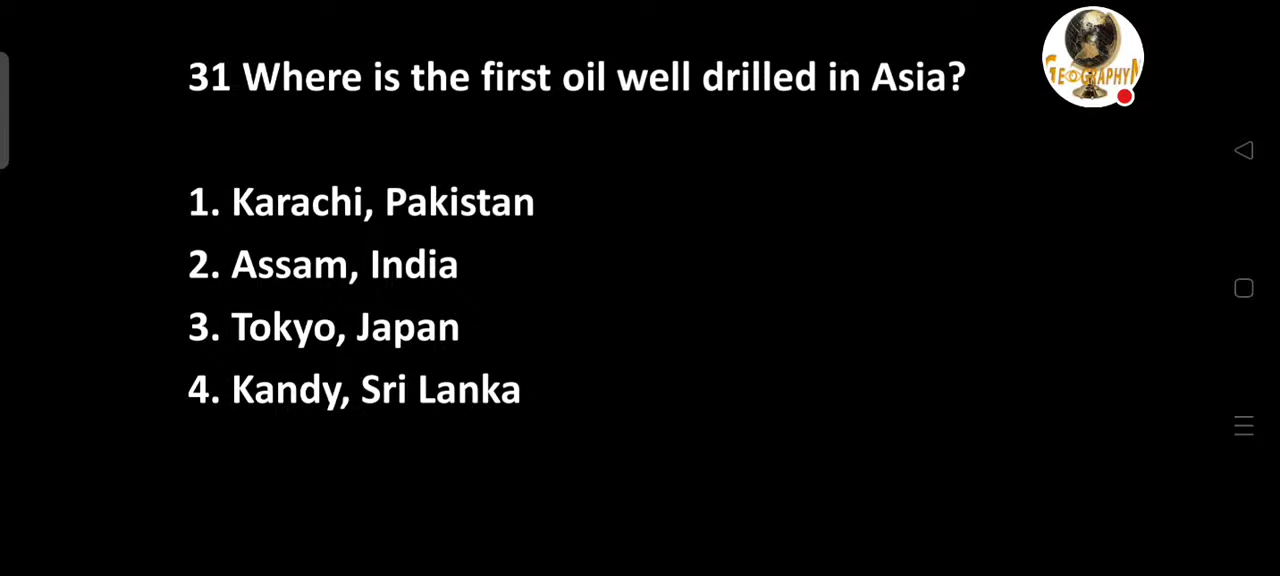 31 Where is the first oil well drilled in Asia?
GEOGRAPHY
1. Karachi, Pakistan
2. Assam, India
3. Tokyo, Japan
4. Kandy, Sri Lanka